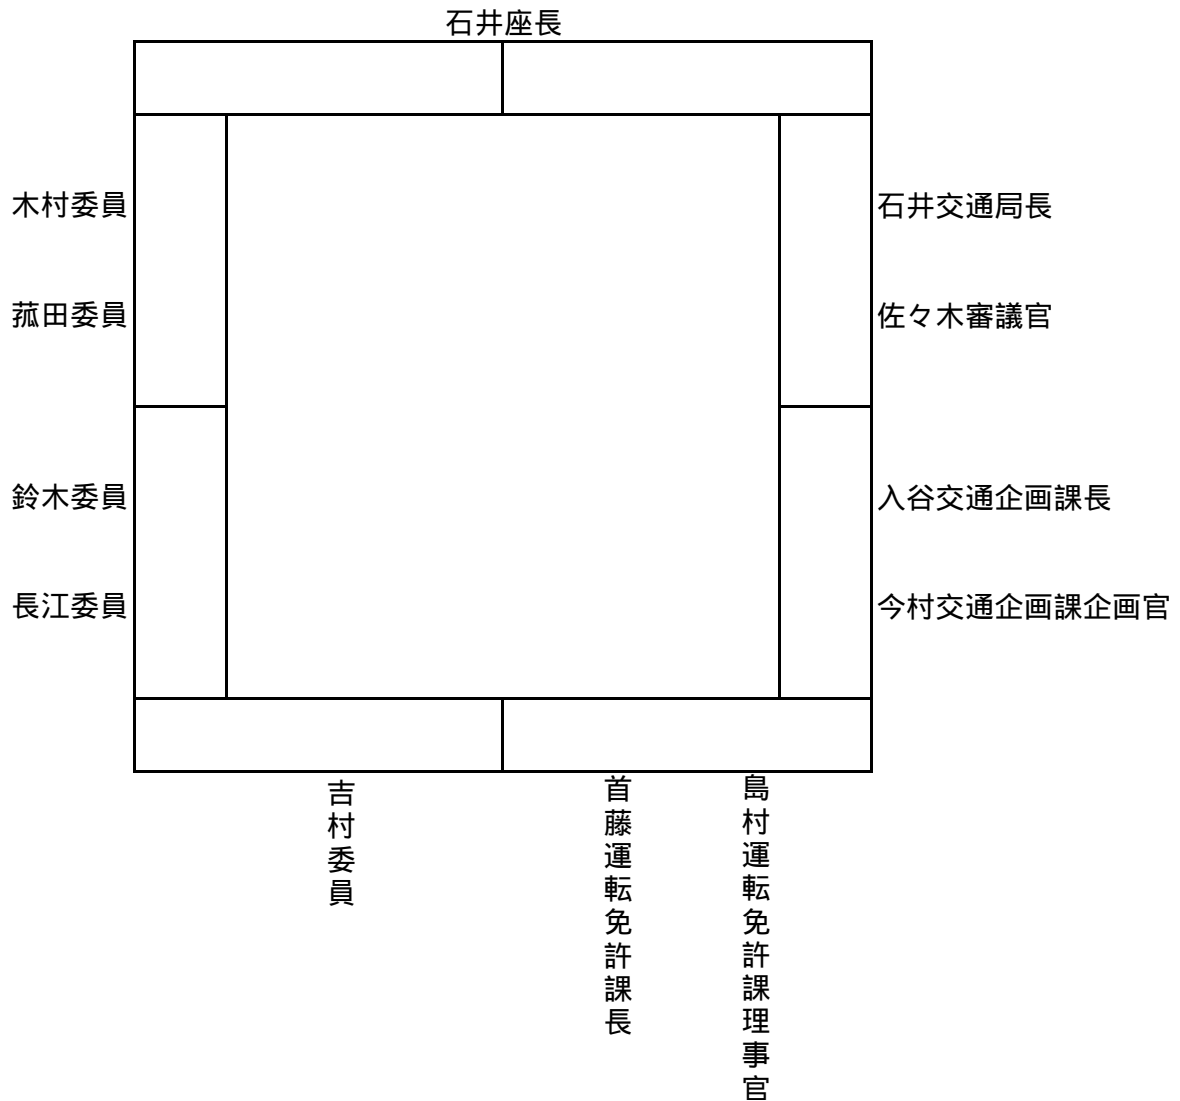 石井座長
木村委員
石井交通局長
菰田委員
佐々木審議官
鈴木委員
入谷交通企画課長
長江委員
今村交通企画課企画官
吉村委員
首藤運転免許課長
島村運転免許課理事官